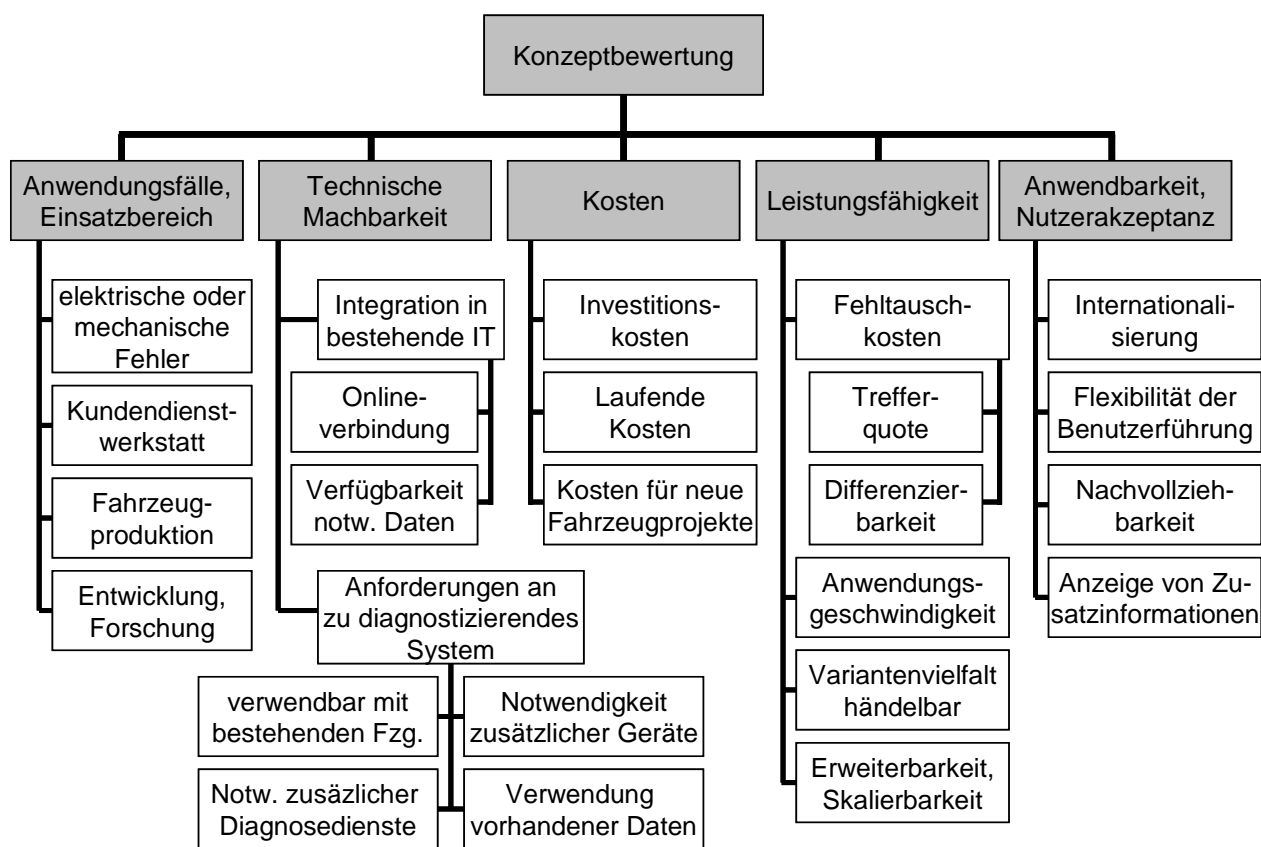 Konzeptbewertung
Anwendungsfälle,
Einsatzbereich
Technische
Machbarkeit
Kosten
Leistungsfähigkeit
Anwendbarkeit,
Nutzerakzeptanz
elektrische oder
mechanische
Fehler
Kundendienst-
werkstatt
Fahrzeug-
produktion
Entwicklung,
Forschung
Integration in
bestehende IT
Online-
verbindung
Verfügbarkeit
notw. Daten
Anforderungen an
zu diagnostizierendes
System
verwendbar mit
bestehenden Fzg.
Notwendigkeit
zusätzlicher Geräte
Notw. zusäzlicher
Diagnosedienste
Verwendung
vorhandener Daten
Investitions-
kosten
Laufende
Kosten
Kosten für neue
Fahrzeugprojekte
Fehltausch-
kosten
Treffer-
quote
Differenzier-
barkeit
Anwendungs-
geschwindigkeit
Variantenvielfalt
händelbar
Erweiterbarkeit,
Skalierbarkeit
Internationali-
sierung
Flexibilität der
Benutzerführung
Nachvollzieh-
barkeit
Anzeige von Zu-
satzinformationen